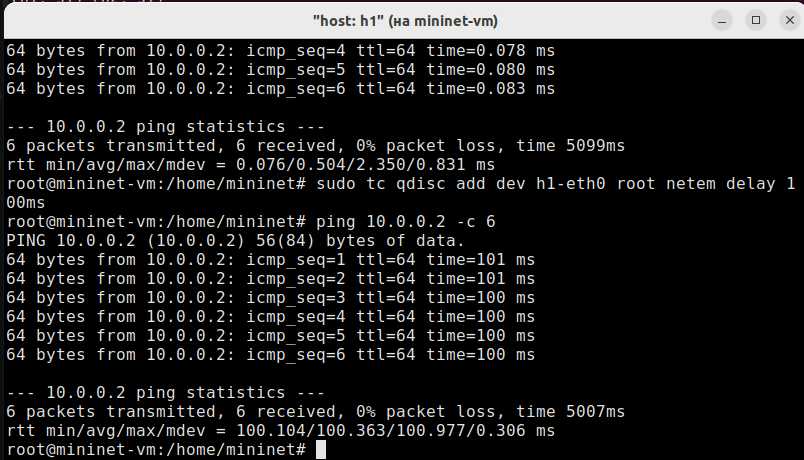 "host: h1" (на mininet-vm)
64 bytes from 10.0.0.2: icmp_seq=4 ttl=64 time=0.078 ms
64 bytes from 10.0.0.2: icmp_seq=5 ttl=64 time=0.080 ms
64 bytes from 10.0.0.2: icmp_seq=6 ttl=64 time=0.083 ms
--- 10.0.0.2 ping statistics ---
6 packets transmitted, 6 received, 0% packet loss, time 5099ms
rtt min/avg/max/mdev = 0.076/0.504/2.350/0.831 ms
root@mininet-vm:/home/mininet# sudo tc qdisc add dev h1-eth0 root netem delay 1
00ms
root@mininet-vm:/home/mininet# ping 10.0.0.2 -c 6
PING 10.0.0.2 (10.0.0.2) 56(84) bytes of data.
64 bytes from 10.0.0.2: icmp_seq=1 ttl=64 time=101 ms
64 bytes from 10.0.0.2: icmp_seq=2 ttl=64 time=101 ms
64 bytes from 10.0.0.2: icmp_seq=3 ttl=64 time=100 ms
64 bytes from 10.0.0.2: icmp_seq=4 ttl=64 time=100 ms
64 bytes from 10.0.0.2: icmp_seq=5 ttl=64 time=100 ms
64 bytes from 10.0.0.2: icmp_seq=6 ttl=64 time=100 ms
--- 10.0.0.2 ping statistics ---
6 packets transmitted, 6 received, 0% packet loss, time 5007ms
rtt min/avg/max/mdev = 100.104/100.363/100.977/0.306 ms
root@mininet-vm:/home/mininet#